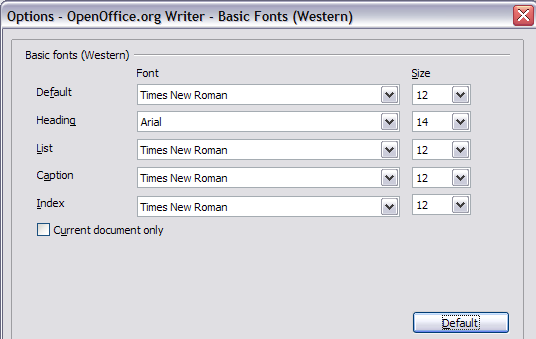 Options - OpenOffice.org Writer - Basic Fonts (Western)
Basic fonts (Western)
Font Size
Default Times New Roman 12
Heading Arial 14
List Times New Roman 12
Caption Times New Roman 12
Index Times New Roman 12
Current document only
Default